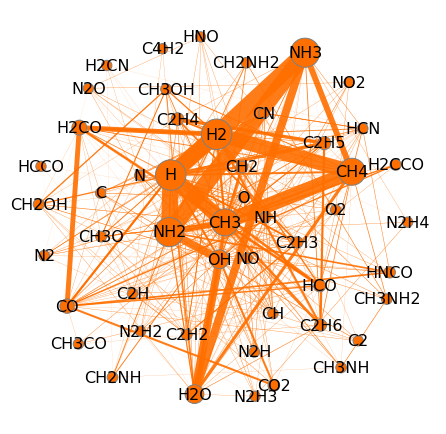 HNO
C4H2
NH3
H2CN
CH2NH2
NO2
N2O
CH3OH
CN
C2H4
H2CO
H2
HCN
C2H5
HCCO
CH2
H2CCO
N
H
CH4
C
O
CH2OH
O2
CH3
NH
N2H4
NH2
CH3O
C2H3
N2
OH
NO
HNCO
HCO
C2H
CH3NH2
CO
CH
C2H6
N2H2
C2H2
C2
CH3CO
N2H
CH3NH
CH2NH
CO2
H2O
N2H3